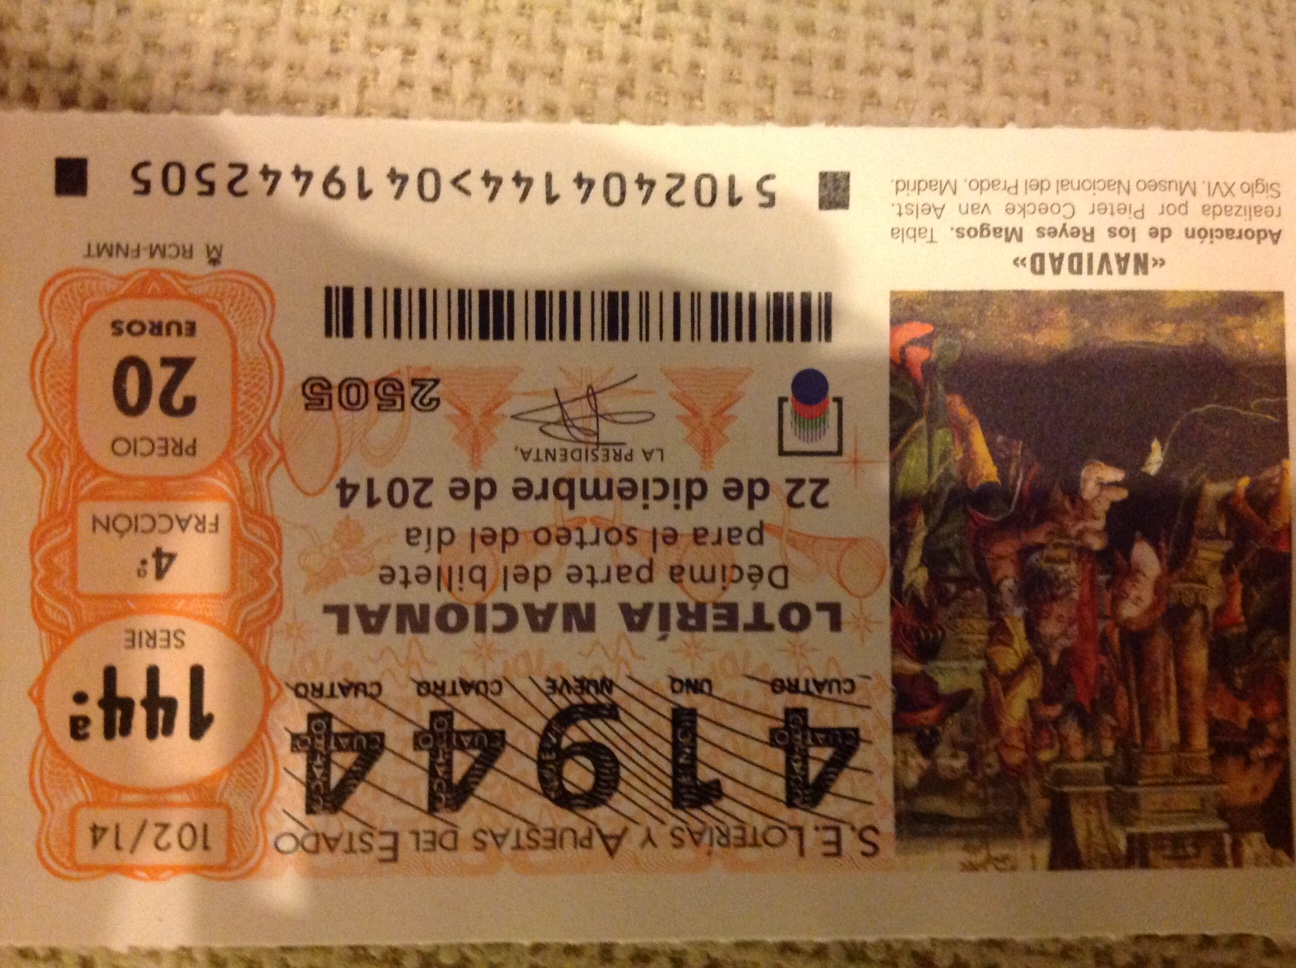 S. E. LOTERÍAS Y APUESTAS DEL ESTADO
41944
CUATRO UNO NUEVE CUATRO CUATRO
LOTERÍA NACIONAL
Décima parte del billete
para el sorteo del día
22 de diciembre de 2014
LA PRESIDENTA,
2505
102/14
144ª
SERIE
4ª
FRACCIÓN
PRECIO
20
EUROS
RCM-FNMT
«NAVIDAD»
Adoración de los Reyes Magos. Tabla
realizada por Pieter Coecke van Aelst.
Siglo XVI. Museo Nacional del Prado. Madrid.
5102404144>0419442505